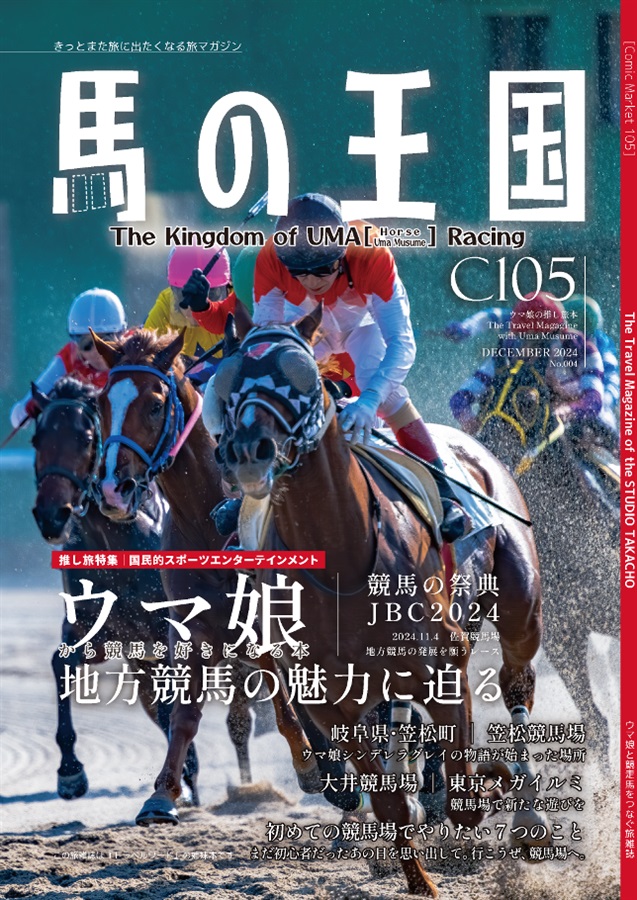 きっとまた旅に出たくなる旅マガジン
[Comic Market 105]
馬の王国
The Kingdom of UMA[Horse Uma Musume] Racing
C105
ウマ娘の推し旅本
The Travel Magagine
with Uma Musume
DECEMBER 2024
No.004
The Travel Magazine of the STUDIO TAKACHO
推し旅特集|国民的スポーツエンターテインメント
ウマ娘
から競馬を好きになる本
地方競馬の魅力に迫る
競馬の祭典
JBC2024
2024.11.4 佐賀競馬場
地方競馬の発展を願うレース
岐阜県・笠松町|笠松競馬場
ウマ娘シンデレラグレイの物語が始まった場所
大井競馬場|東京メガイルミ
競馬場で新たな遊びを
初めての競馬場でやりたい7つのこと
まだ初心者だったあの日を思い出して。行こうぜ、競馬場へ。
ウマ娘と競走馬をつなぐ旅雑誌